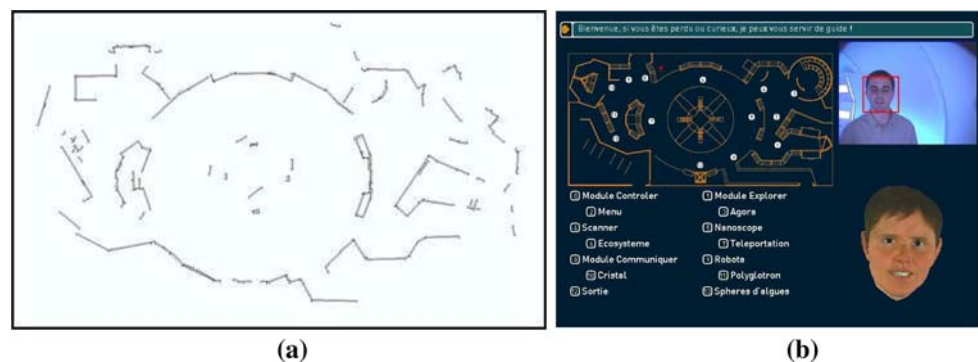 Bienvenue, si vous êtes perdu ou curieux, je peux vous servir de guide !
Module Controler
Menu
Scanner
Ecosysteme
Module Communiquer
Cristal
Sortie
Module Explorer
Agora
Nanoscope
Teleportation
Robots
Polyglotron
Spheres d'algues
(a)
(b)